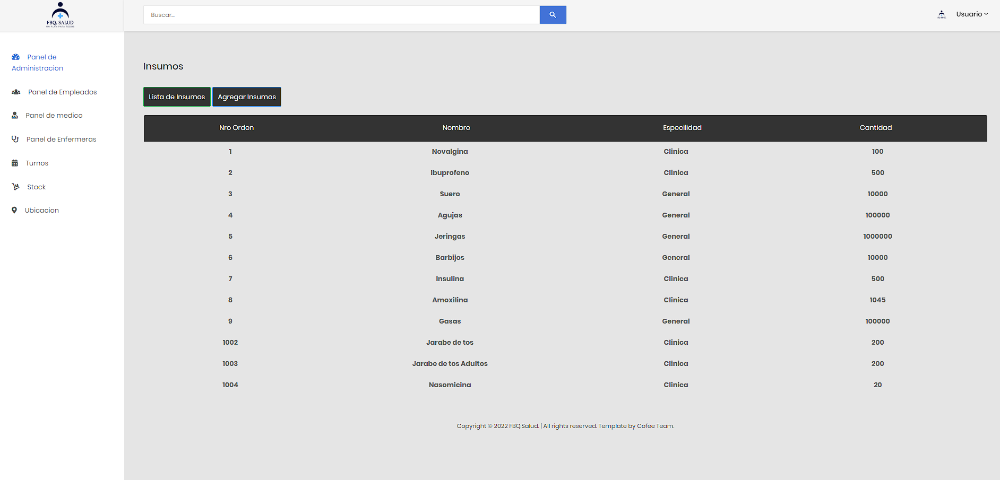 FBQ. SALUD
UN PLAN PARA TODOS
Buscar...
Usuario
Panel de
Administracion
Panel de Empleados
Panel de medico
Panel de Enfermeras
Turnos
Stock
Ubicacion
Insumos
Lista de Insumos Agregar Insumos
Nro Orden Nombre Especilidad Cantidad
1 Novalgina Clinica 100
2 Ibuprofeno Clinica 500
3 Suero General 10000
4 Agujas General 100000
5 Jeringas General 1000000
6 Barbijos General 10000
7 Insulina Clinica 500
8 Amoxilina Clinica 1045
9 Gasas General 100000
1002 Jarabe de tos Clinica 200
1003 Jarabe de tos Adultos Clinica 200
1004 Nasomicina Clinica 20
Copyright © 2022 FBQ.Salud. | All rights reserved. Template by Cofee Team.